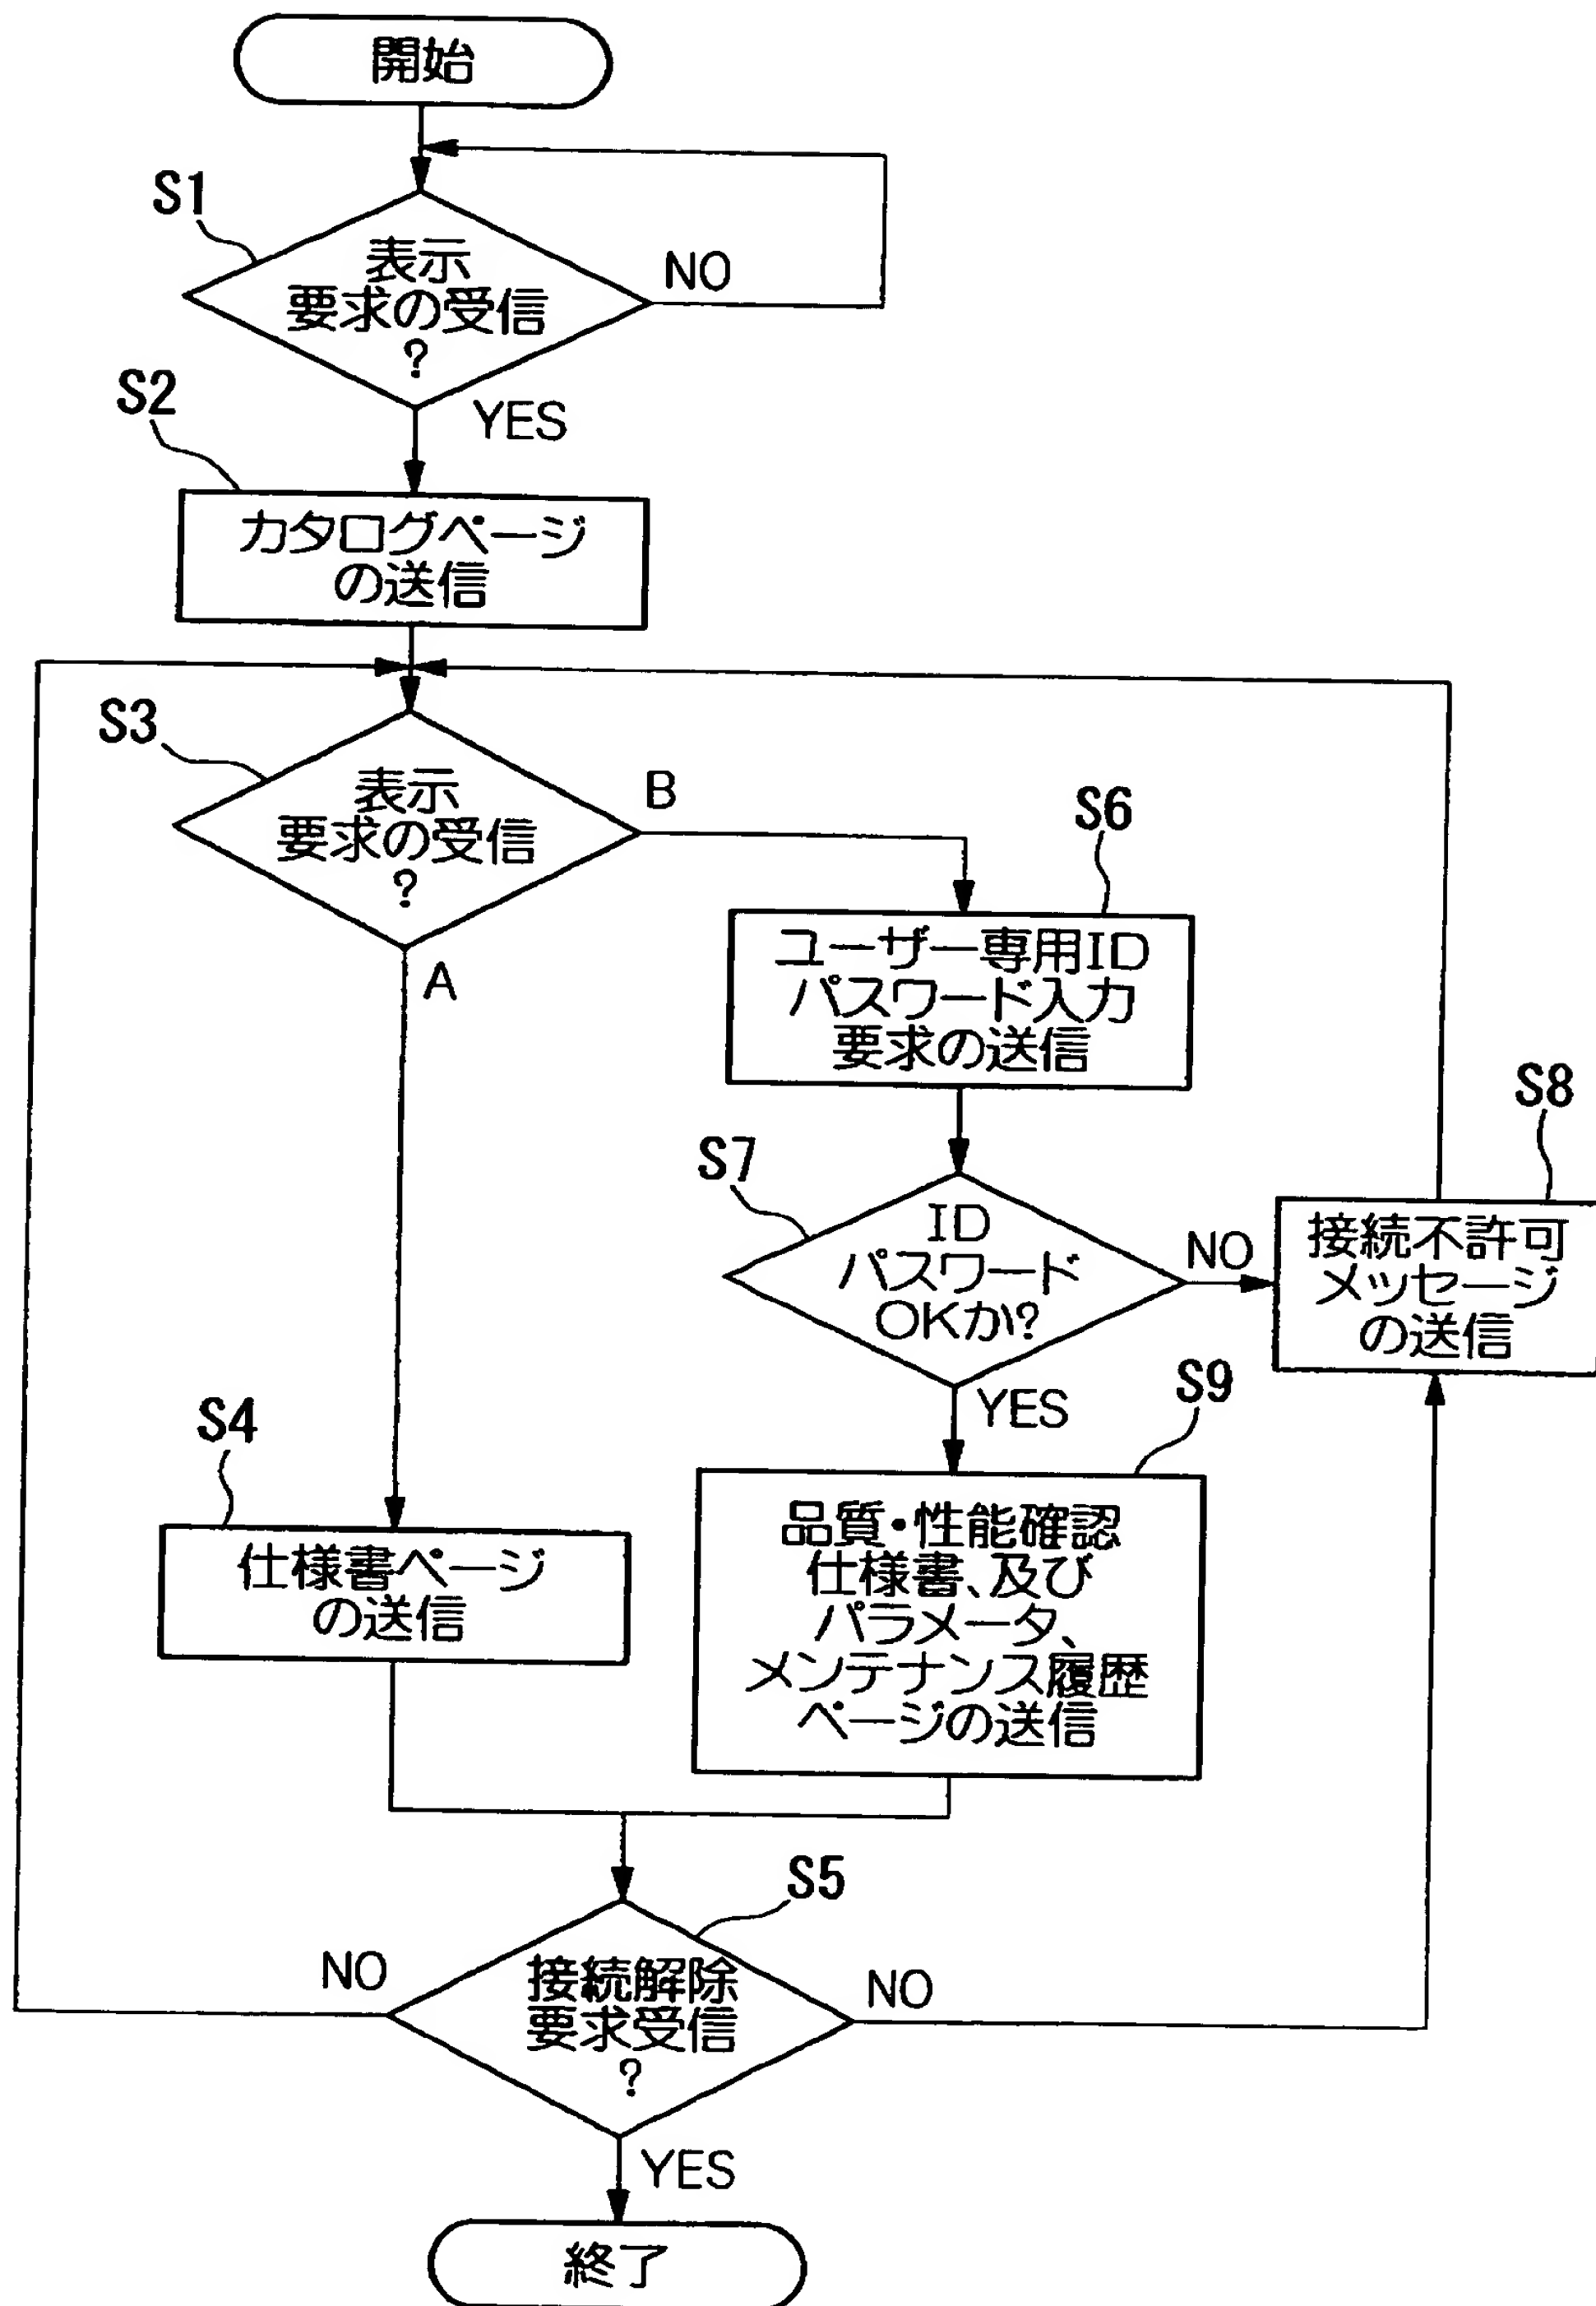 開始
S1
表示
要求の受信
?
NO
YES
S2
カタログページ
の送信
S3
表示
要求の受信
?
B
A
S6
ユーザー専用ID
パスワード入力
要求の送信
S7
ID
パスワード
OKか?
NO
YES
S8
接続不許可
メッセージ
の送信
S4
仕様書ページ
の送信
S9
品質・性能確認
仕様書、及び
パラメータ、
メンテナンス履歴
ページの送信
S5
接続解除
要求受信
?
NO
NO
YES
終了